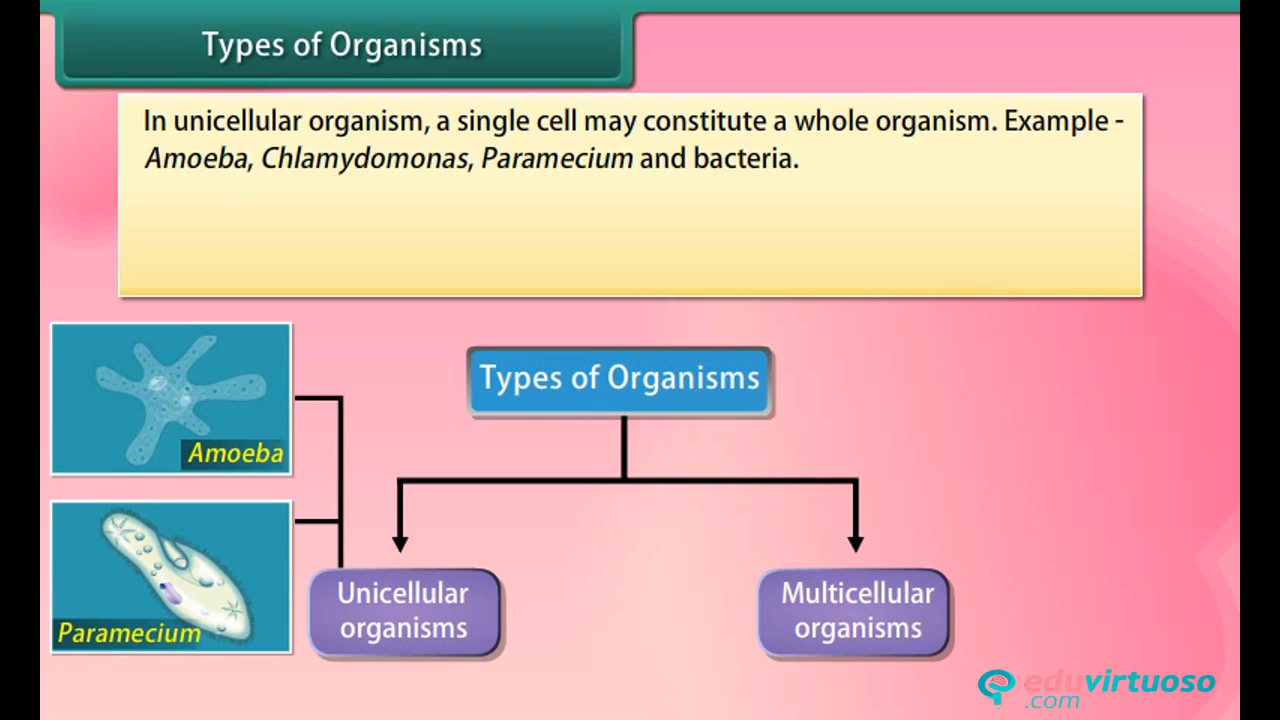 Types of Organisms
In unicellular organism, a single cell may constitute a whole organism. Example -
Amoeba, Chlamydomonas, Paramecium and bacteria.
Types of Organisms
Amoeba
Paramecium
Unicellular
organisms
Multicellular
organisms
eduvirtuoso
.com